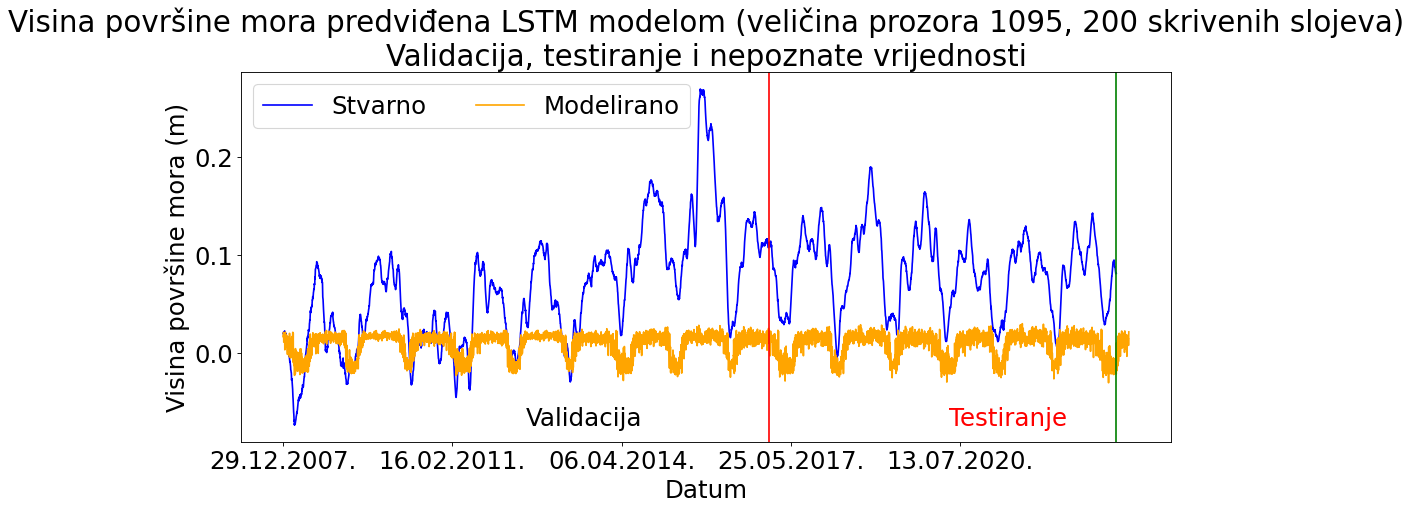 Visina površine mora predviđena LSTM modelom (veličina prozora 1095, 200 skrivenih slojeva)
Validacija, testiranje i nepoznate vrijednosti
Stvarno
Modelirano
Visina površine mora (m)
0.2
0.1
0.0
Validacija
Testiranje
29.12.2007.
16.02.2011.
06.04.2014.
25.05.2017.
13.07.2020.
Datum